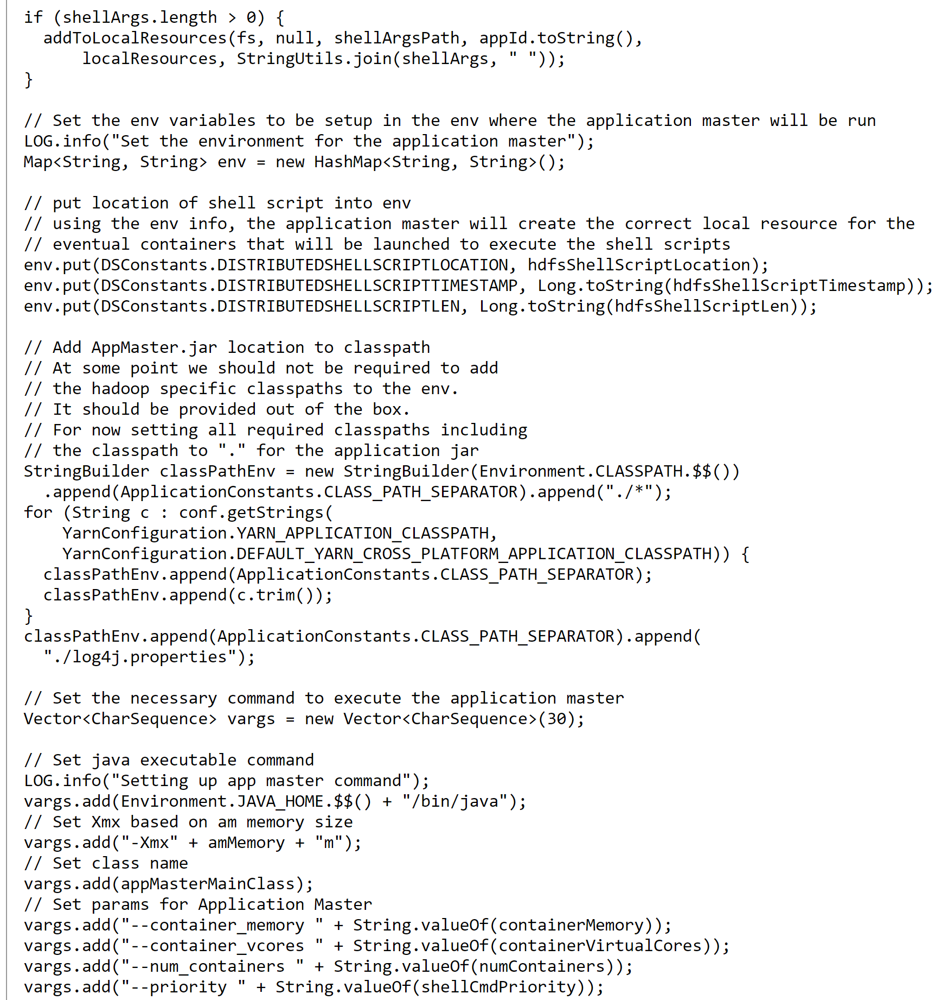 if (shellArgs.length > 0) {
  addToLocalResources(fs, null, shellArgsPath, appId.toString(),
      localResources, StringUtils.join(shellArgs, " "));
}

// Set the env variables to be setup in the env where the application master will be run
LOG.info("Set the environment for the application master");
Map<String, String> env = new HashMap<String, String>();

// put location of shell script into env
// using the env info, the application master will create the correct local resource for the
// eventual containers that will be launched to execute the shell scripts
env.put(DSConstants.DISTRIBUTEDSHELLSCRIPTLOCATION, hdfsShellScriptLocation);
env.put(DSConstants.DISTRIBUTEDSHELLSCRIPTTIMESTAMP, Long.toString(hdfsShellScriptTimestamp));
env.put(DSConstants.DISTRIBUTEDSHELLSCRIPTLEN, Long.toString(hdfsShellScriptLen));

// Add AppMaster.jar location to classpath
// At some point we should not be required to add
// the hadoop specific classpaths to the env.
// It should be provided out of the box.
// For now setting all required classpaths including
// the classpath to "." for the application jar
StringBuilder classPathEnv = new StringBuilder(Environment.CLASSPATH.$$())
  .append(ApplicationConstants.CLASS_PATH_SEPARATOR).append("./*");
for (String c : conf.getStrings(
    YarnConfiguration.YARN_APPLICATION_CLASSPATH,
    YarnConfiguration.DEFAULT_YARN_CROSS_PLATFORM_APPLICATION_CLASSPATH)) {
  classPathEnv.append(ApplicationConstants.CLASS_PATH_SEPARATOR);
  classPathEnv.append(c.trim());
}
classPathEnv.append(ApplicationConstants.CLASS_PATH_SEPARATOR).append(
  "./log4j.properties");

// Set the necessary command to execute the application master
Vector<CharSequence> vargs = new Vector<CharSequence>(30);

// Set java executable command
LOG.info("Setting up app master command");
vargs.add(Environment.JAVA_HOME.$$() + "/bin/java");
// Set Xmx based on am memory size
vargs.add("-Xmx" + amMemory + "m");
// Set class name
vargs.add(appMasterMainClass);
// Set params for Application Master
vargs.add("--container_memory " + String.valueOf(containerMemory));
vargs.add("--container_vcores " + String.valueOf(containerVirtualCores));
vargs.add("--num_containers " + String.valueOf(numContainers));
vargs.add("--priority " + String.valueOf(shellCmdPriority));